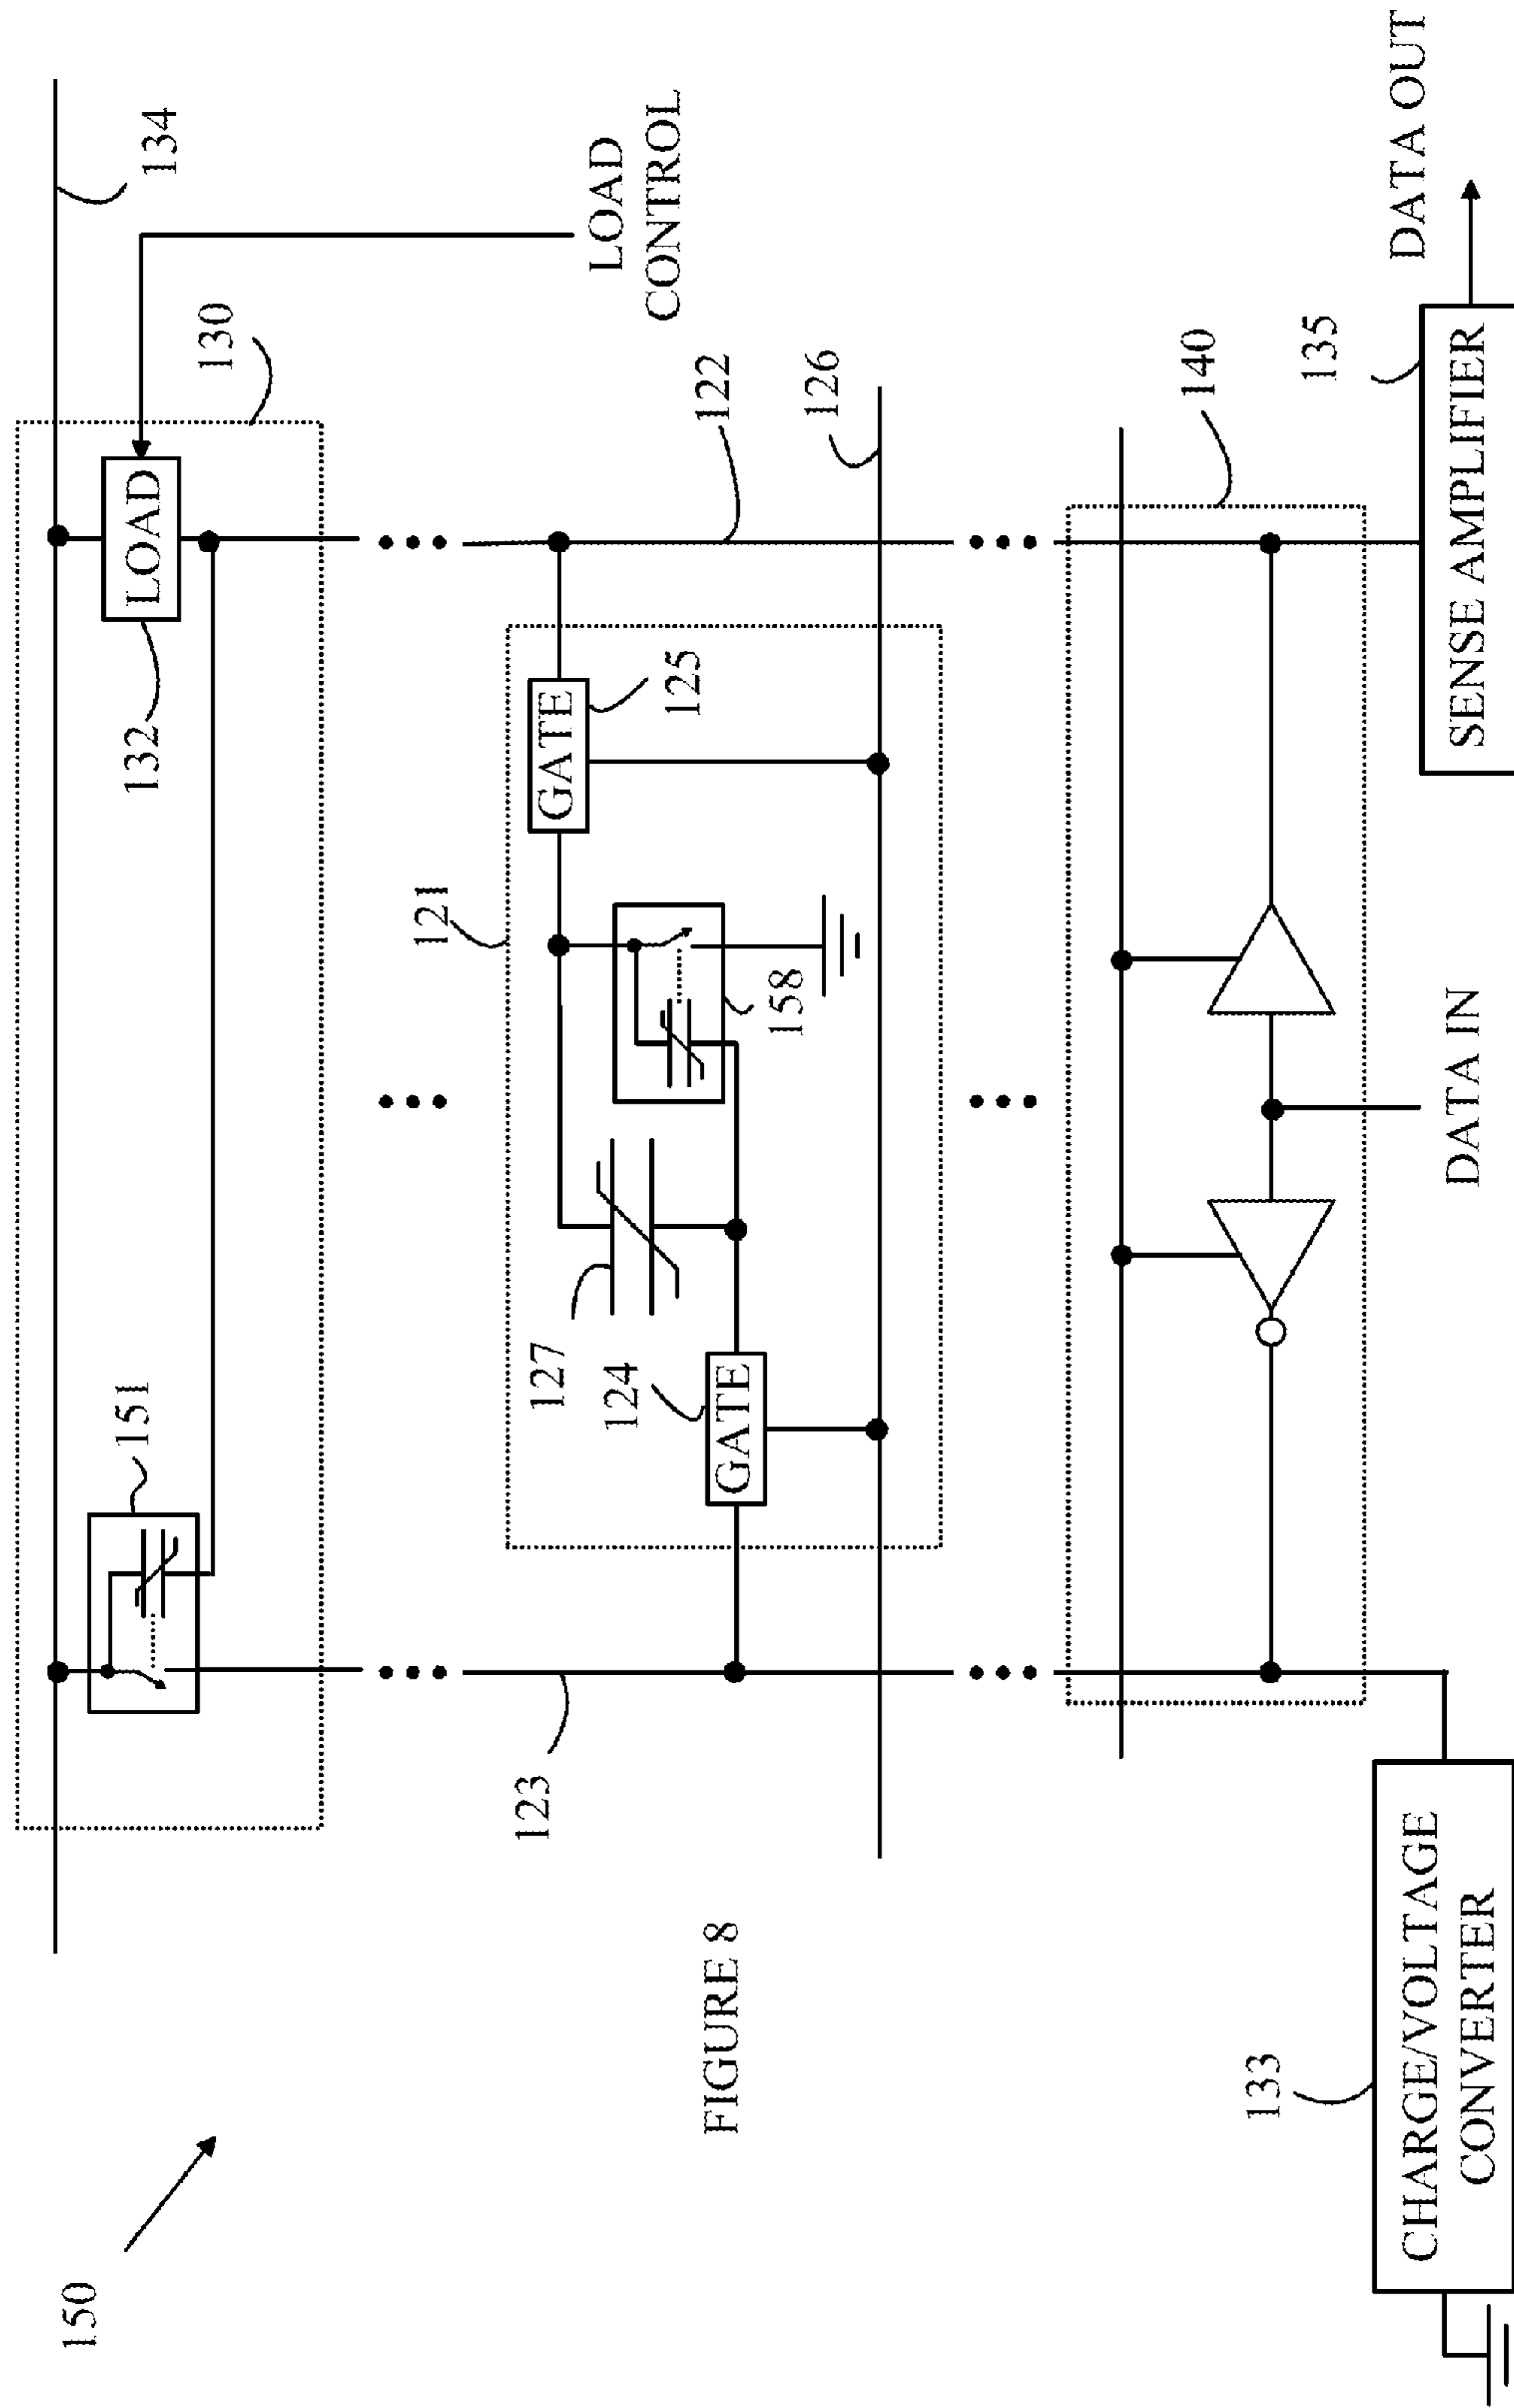 150
151
134
132
LOAD
130
LOAD
CONTROL
123
121
127
124
GATE
158
GATE
125
122
126
FIGURE 8
140
133
CHARGE/VOLTAGE
CONVERTER
DATA IN
135
SENSE AMPLIFIER
DATA OUT